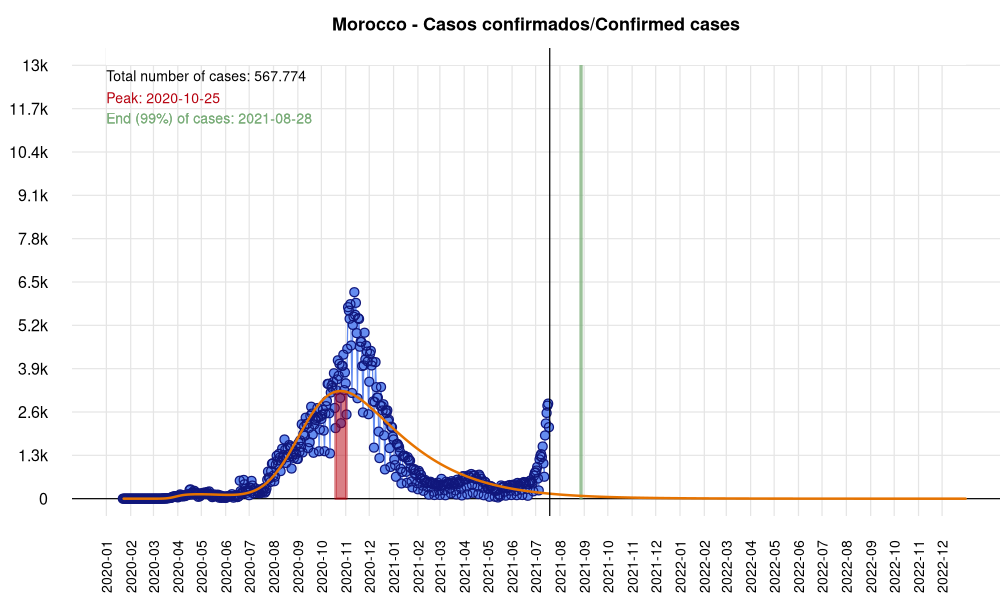 Morocco - Casos confirmados/Confirmed cases
Total number of cases: 567.774
Peak: 2020-10-25
End (99%) of cases: 2021-08-28
13k
11.7k
10.4k
9.1k
7.8k
6.5k
5.2k
3.9k
2.6k
1.3k
0
2020-01
2020-02
2020-03
2020-04
2020-05
2020-06
2020-07
2020-08
2020-09
2020-10
2020-11
2020-12
2021-01
2021-02
2021-03
2021-04
2021-05
2021-06
2021-07
2021-08
2021-09
2021-10
2021-11
2021-12
2022-01
2022-02
2022-03
2022-04
2022-05
2022-06
2022-07
2022-08
2022-09
2022-10
2022-11
2022-12